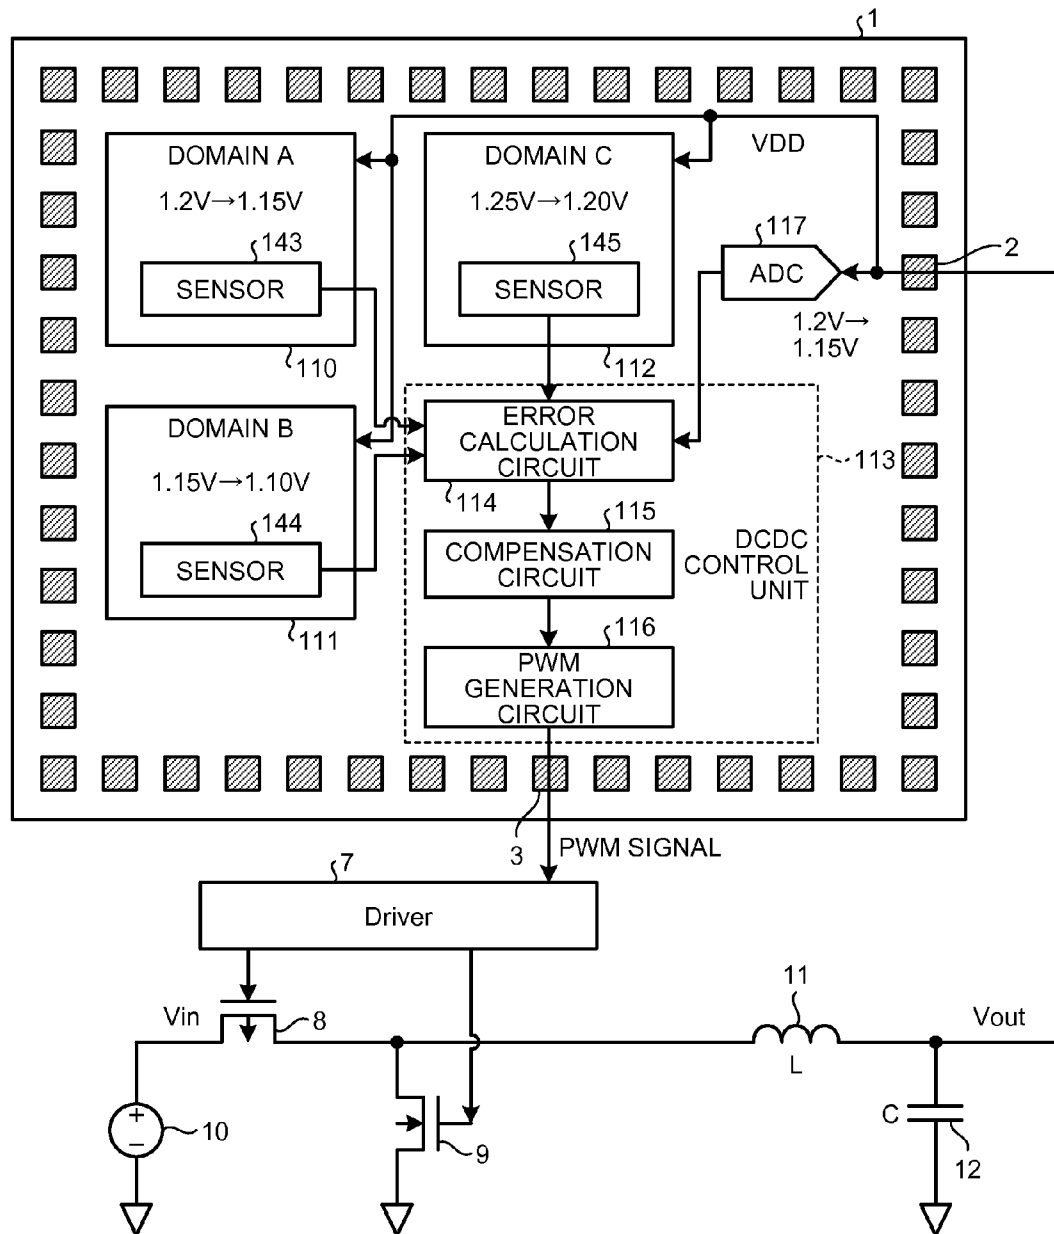 1
DOMAIN A
1.2V→1.15V
143
SENSOR
110
DOMAIN C
1.25V→1.20V
145
SENSOR
112
VDD
117
ADC
2
1.2V→
1.15V
DOMAIN B
1.15V→1.10V
144
SENSOR
111
ERROR
CALCULATION
CIRCUIT
114
113
115
COMPENSATION
CIRCUIT
DCDC
CONTROL
UNIT
116
PWM
GENERATION
CIRCUIT
3
PWM SIGNAL
7
Driver
Vin
8
11
L
Vout
+
−
10
9
C
12